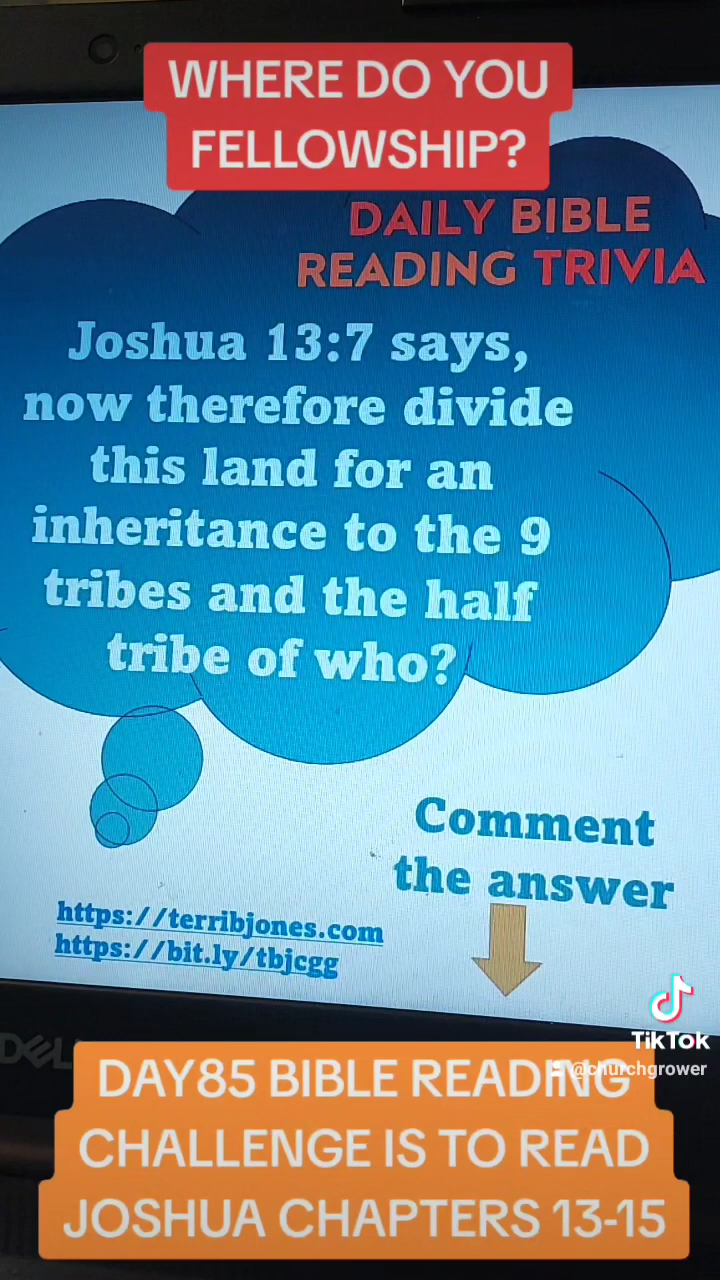 WHERE DO YOU
FELLOWSHIP?
DAILY BIBLE
READING TRIVIA
Joshua 13:7 says,
now therefore divide
this land for an
inheritance to the 9
tribes and the half
tribe of who?
Comment
the answer
https://terribjones.com
https://bit.ly/tbjcgg
TikTok
@churchgrower
DELL
DAY85 BIBLE READING
CHALLENGE IS TO READ
JOSHUA CHAPTERS 13-15